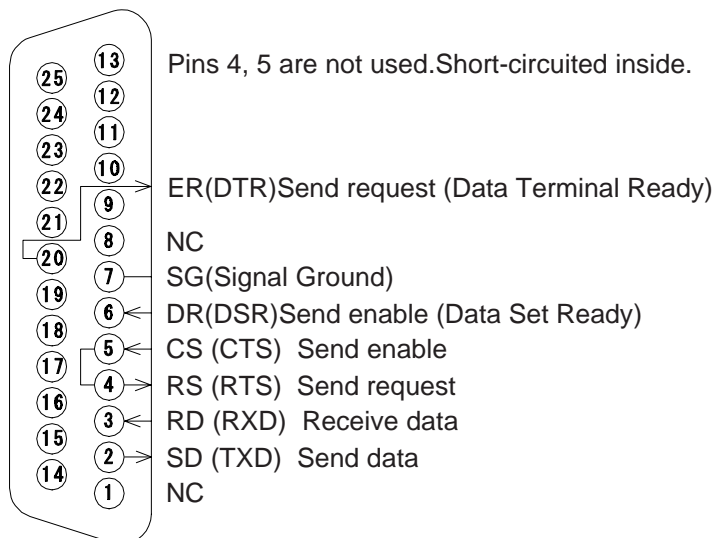 Pins 4, 5 are not used.Short-circuited inside.
ER(DTR)Send request (Data Terminal Ready)
NC
SG(Signal Ground)
DR(DSR)Send enable (Data Set Ready)
CS (CTS) Send enable
RS (RTS) Send request
RD (RXD) Receive data
SD (TXD) Send data
NC
25
24
23
22
21
20
19
18
17
16
15
14
13
12
11
10
9
8
7
6
5
4
3
2
1